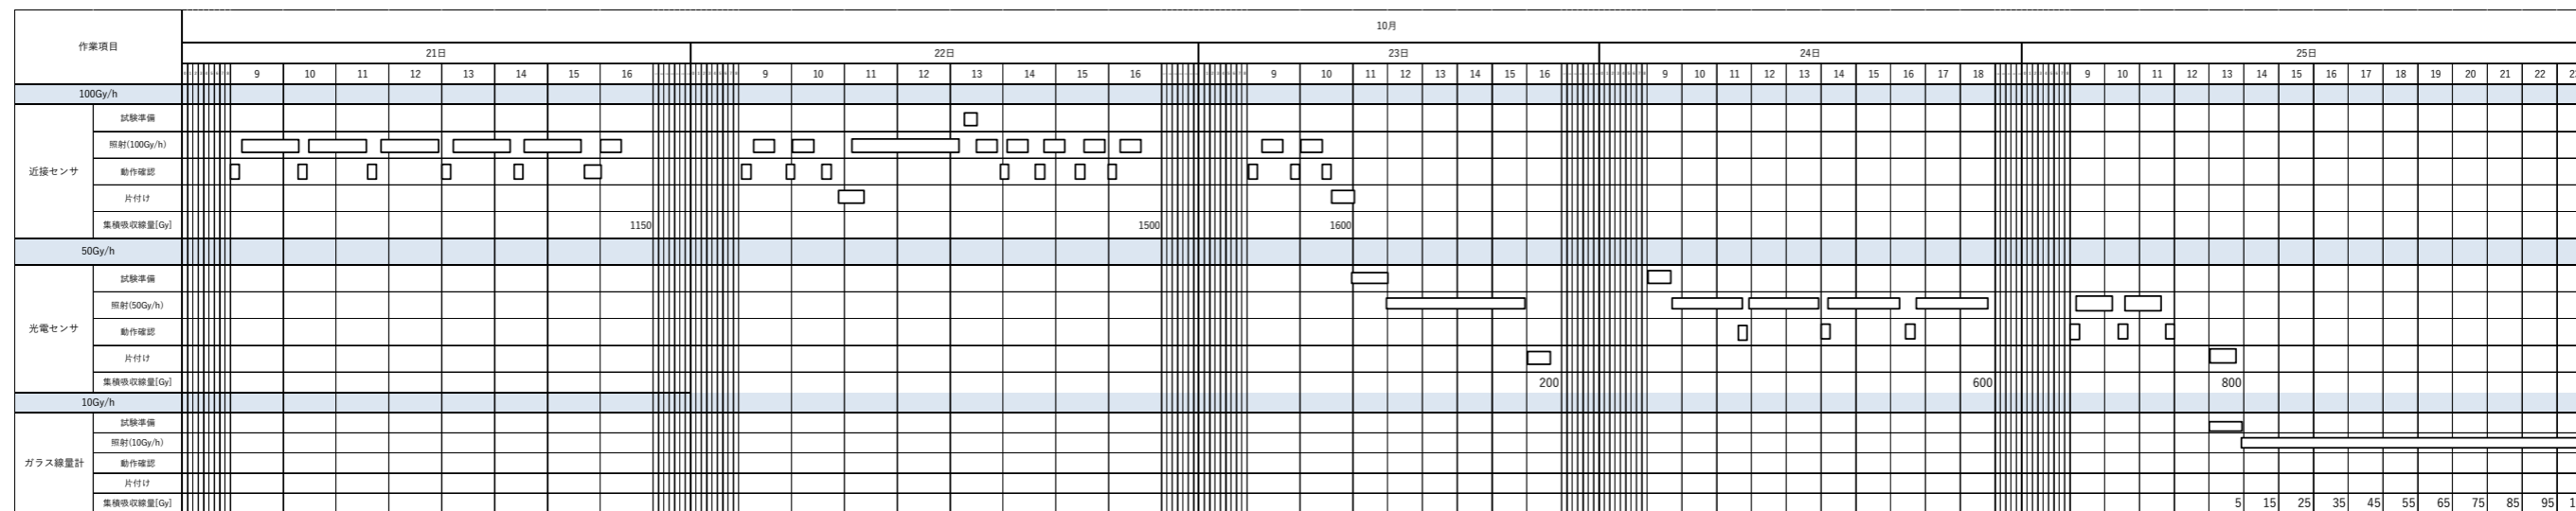 10月
作業項目
21日 22日 23日 24日 25日
9 10 11 12 13 14 15 16 9 10 11 12 13 14 15 16 9 10 11 12 13 14 15 16 9 10 11 12 13 14 15 16 17 18 9 10 11 12 13 14 15 16 17 18 19 20 21 22
100Gy/h
試験準備
照射(100Gy/h)
近接センサ 動作確認
片付け
集積吸収線量[Gy] 1150 1500 1600
50Gy/h
試験準備
照射(50Gy/h)
光電センサ 動作確認
片付け
集積吸収線量[Gy] 200 600 800
10Gy/h
試験準備
照射(10Gy/h)
ガラス線量計 動作確認
片付け
集積吸収線量[Gy] 5 15 25 35 45 55 65 75 85 95